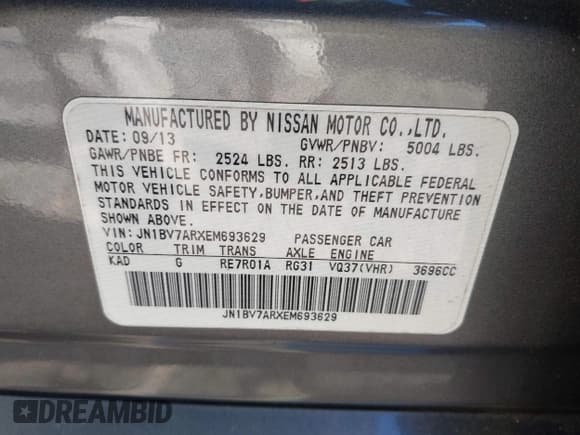 MANUFACTURED BY NISSAN MOTOR CO.,LTD.
DATE: 09/13 GVWR/PNBV: 5004 LBS.
GAWR/PNBE FR: 2524 LBS. RR: 2513 LBS.
THIS VEHICLE CONFORMS TO ALL APPLICABLE FEDERAL
MOTOR VEHICLE SAFETY,BUMPER,AND THEFT PREVENTION
STANDARDS IN EFFECT ON THE DATE OF MANUFACTURE
SHOWN ABOVE.
VIN: JN1BV7ARXEM693629 PASSENGER CAR
COLOR TRIM TRANS AXLE ENGINE
KAD G RE7R01A RG31 VQ37(VHR) 3696CC
JN1BV7ARXEM693629
DREAMBID